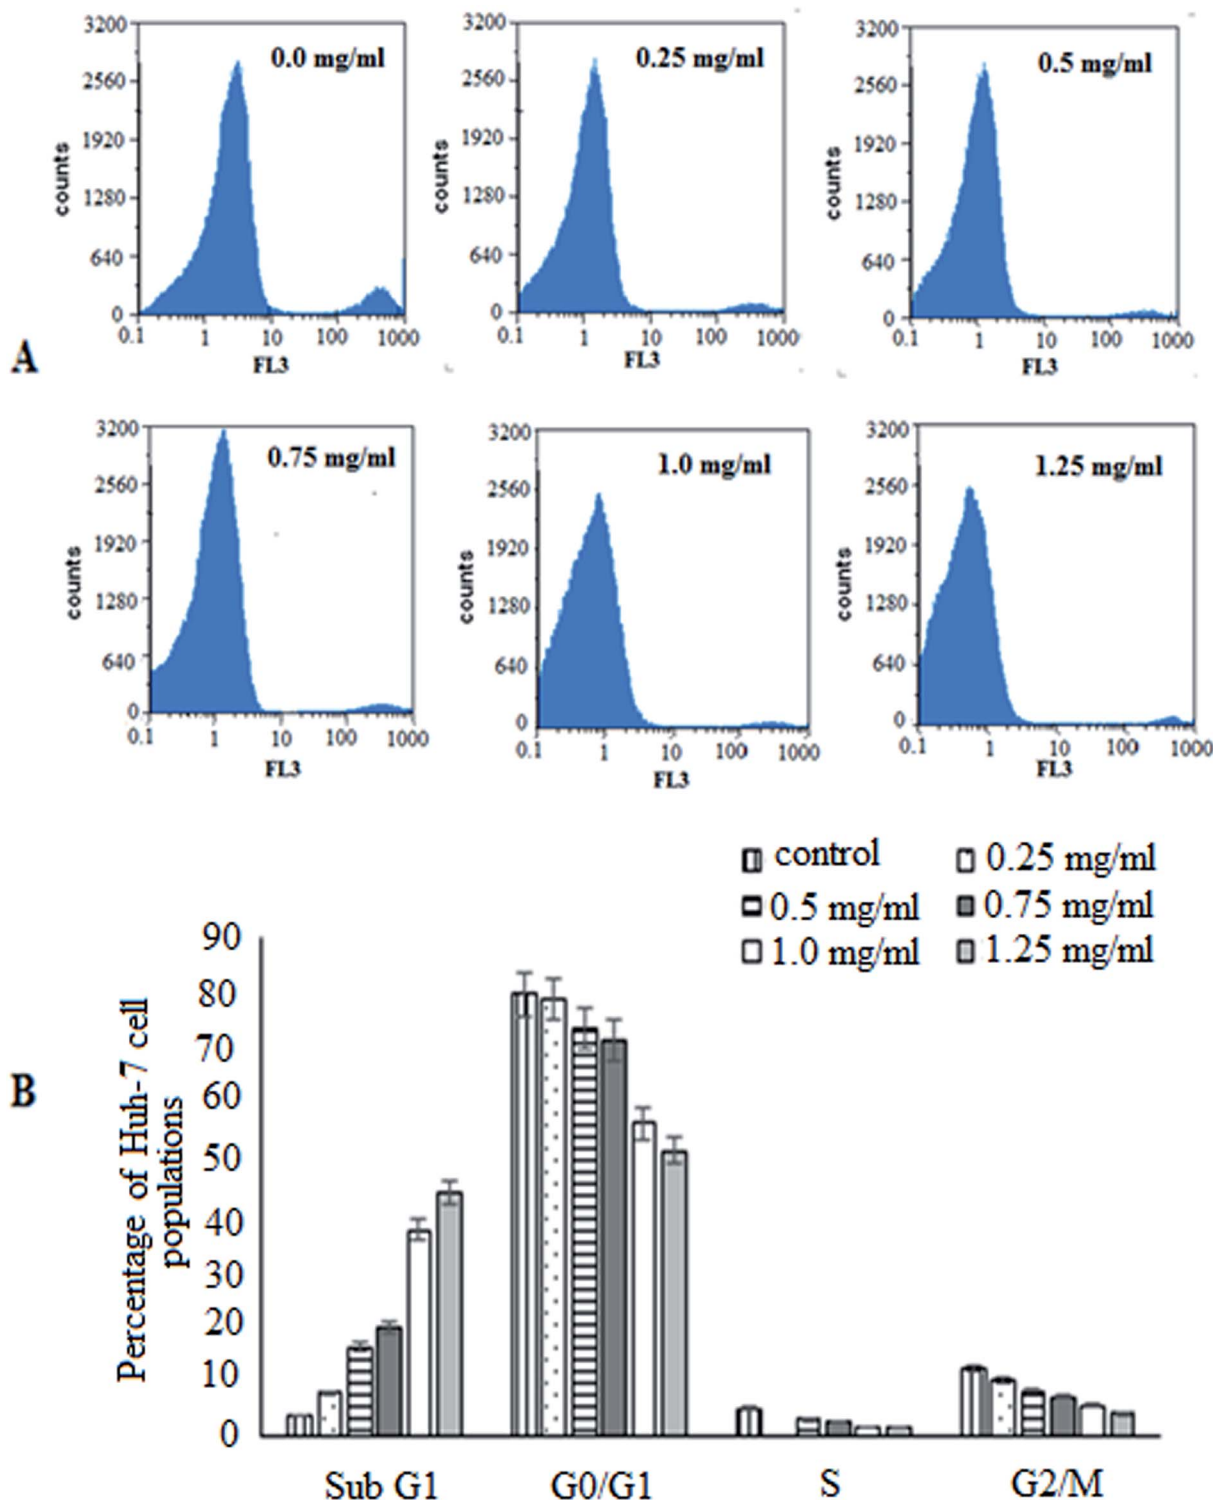 3200
2560
1920
1280
640
0
counts
0.0 mg/ml
0.1 1 10 100 1000
FL3
3200
2560
1920
1280
640
0
counts
0.25 mg/ml
0.1 1 10 100 1000
FL3
3200
2560
1920
1280
640
0
counts
0.5 mg/ml
0.1 1 10 100 1000
FL3
A
3200
2560
1920
1280
640
0
counts
0.75 mg/ml
0.1 1 10 100 1000
FL3
3200
2560
1920
1280
640
0
counts
1.0 mg/ml
0.1 1 10 100 1000
FL3
3200
2560
1920
1280
640
0
counts
1.25 mg/ml
0.1 1 10 100 1000
FL3
control 0.25 mg/ml
0.5 mg/ml 0.75 mg/ml
1.0 mg/ml 1.25 mg/ml
B
Percentage of Huh-7 cell
populations
90
80
70
60
50
40
30
20
10
0
Sub G1 G0/G1 S G2/M